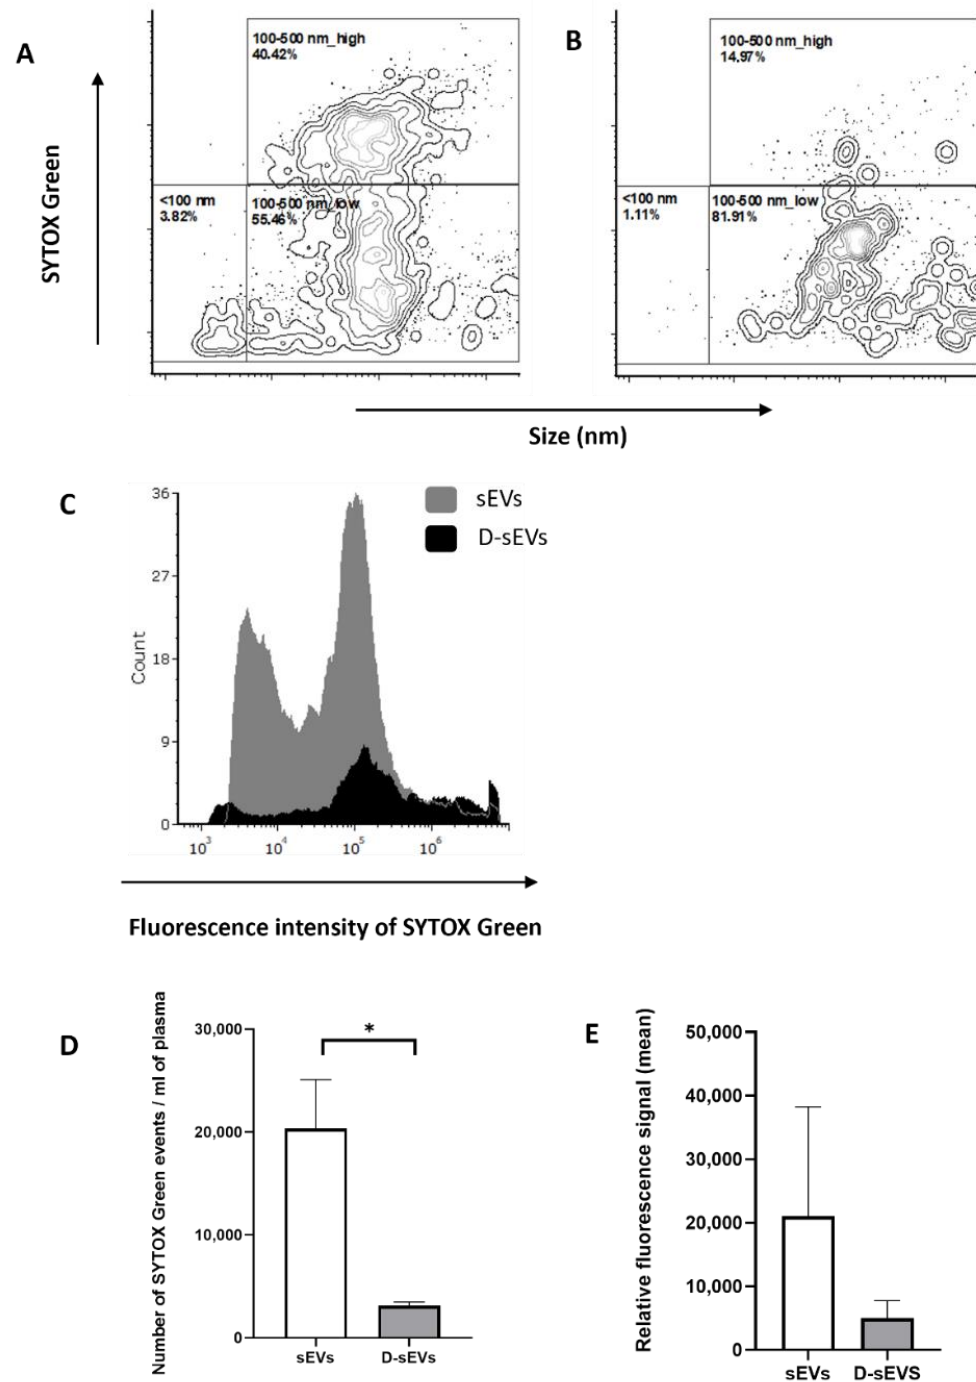 A
100-500 nm_high
40.42%
<100 nm
3.82%
100-500 nm_low
55.46%
SYTOX Green
B
100-500 nm_high
14.97%
<100 nm
1.11%
100-500 nm_low
81.91%
Size (nm)
C
sEVs
D-sEVs
Count
36
27
18
9
0
10³
10⁴
10⁵
10⁶
Fluorescence intensity of SYTOX Green
D
Number of SYTOX Green events / ml of plasma
30,000
20,000
10,000
0
*
sEVs
D-sEVs
E
Relative fluorescence signal (mean)
50,000
40,000
30,000
20,000
10,000
0
sEVs
D-sEVS